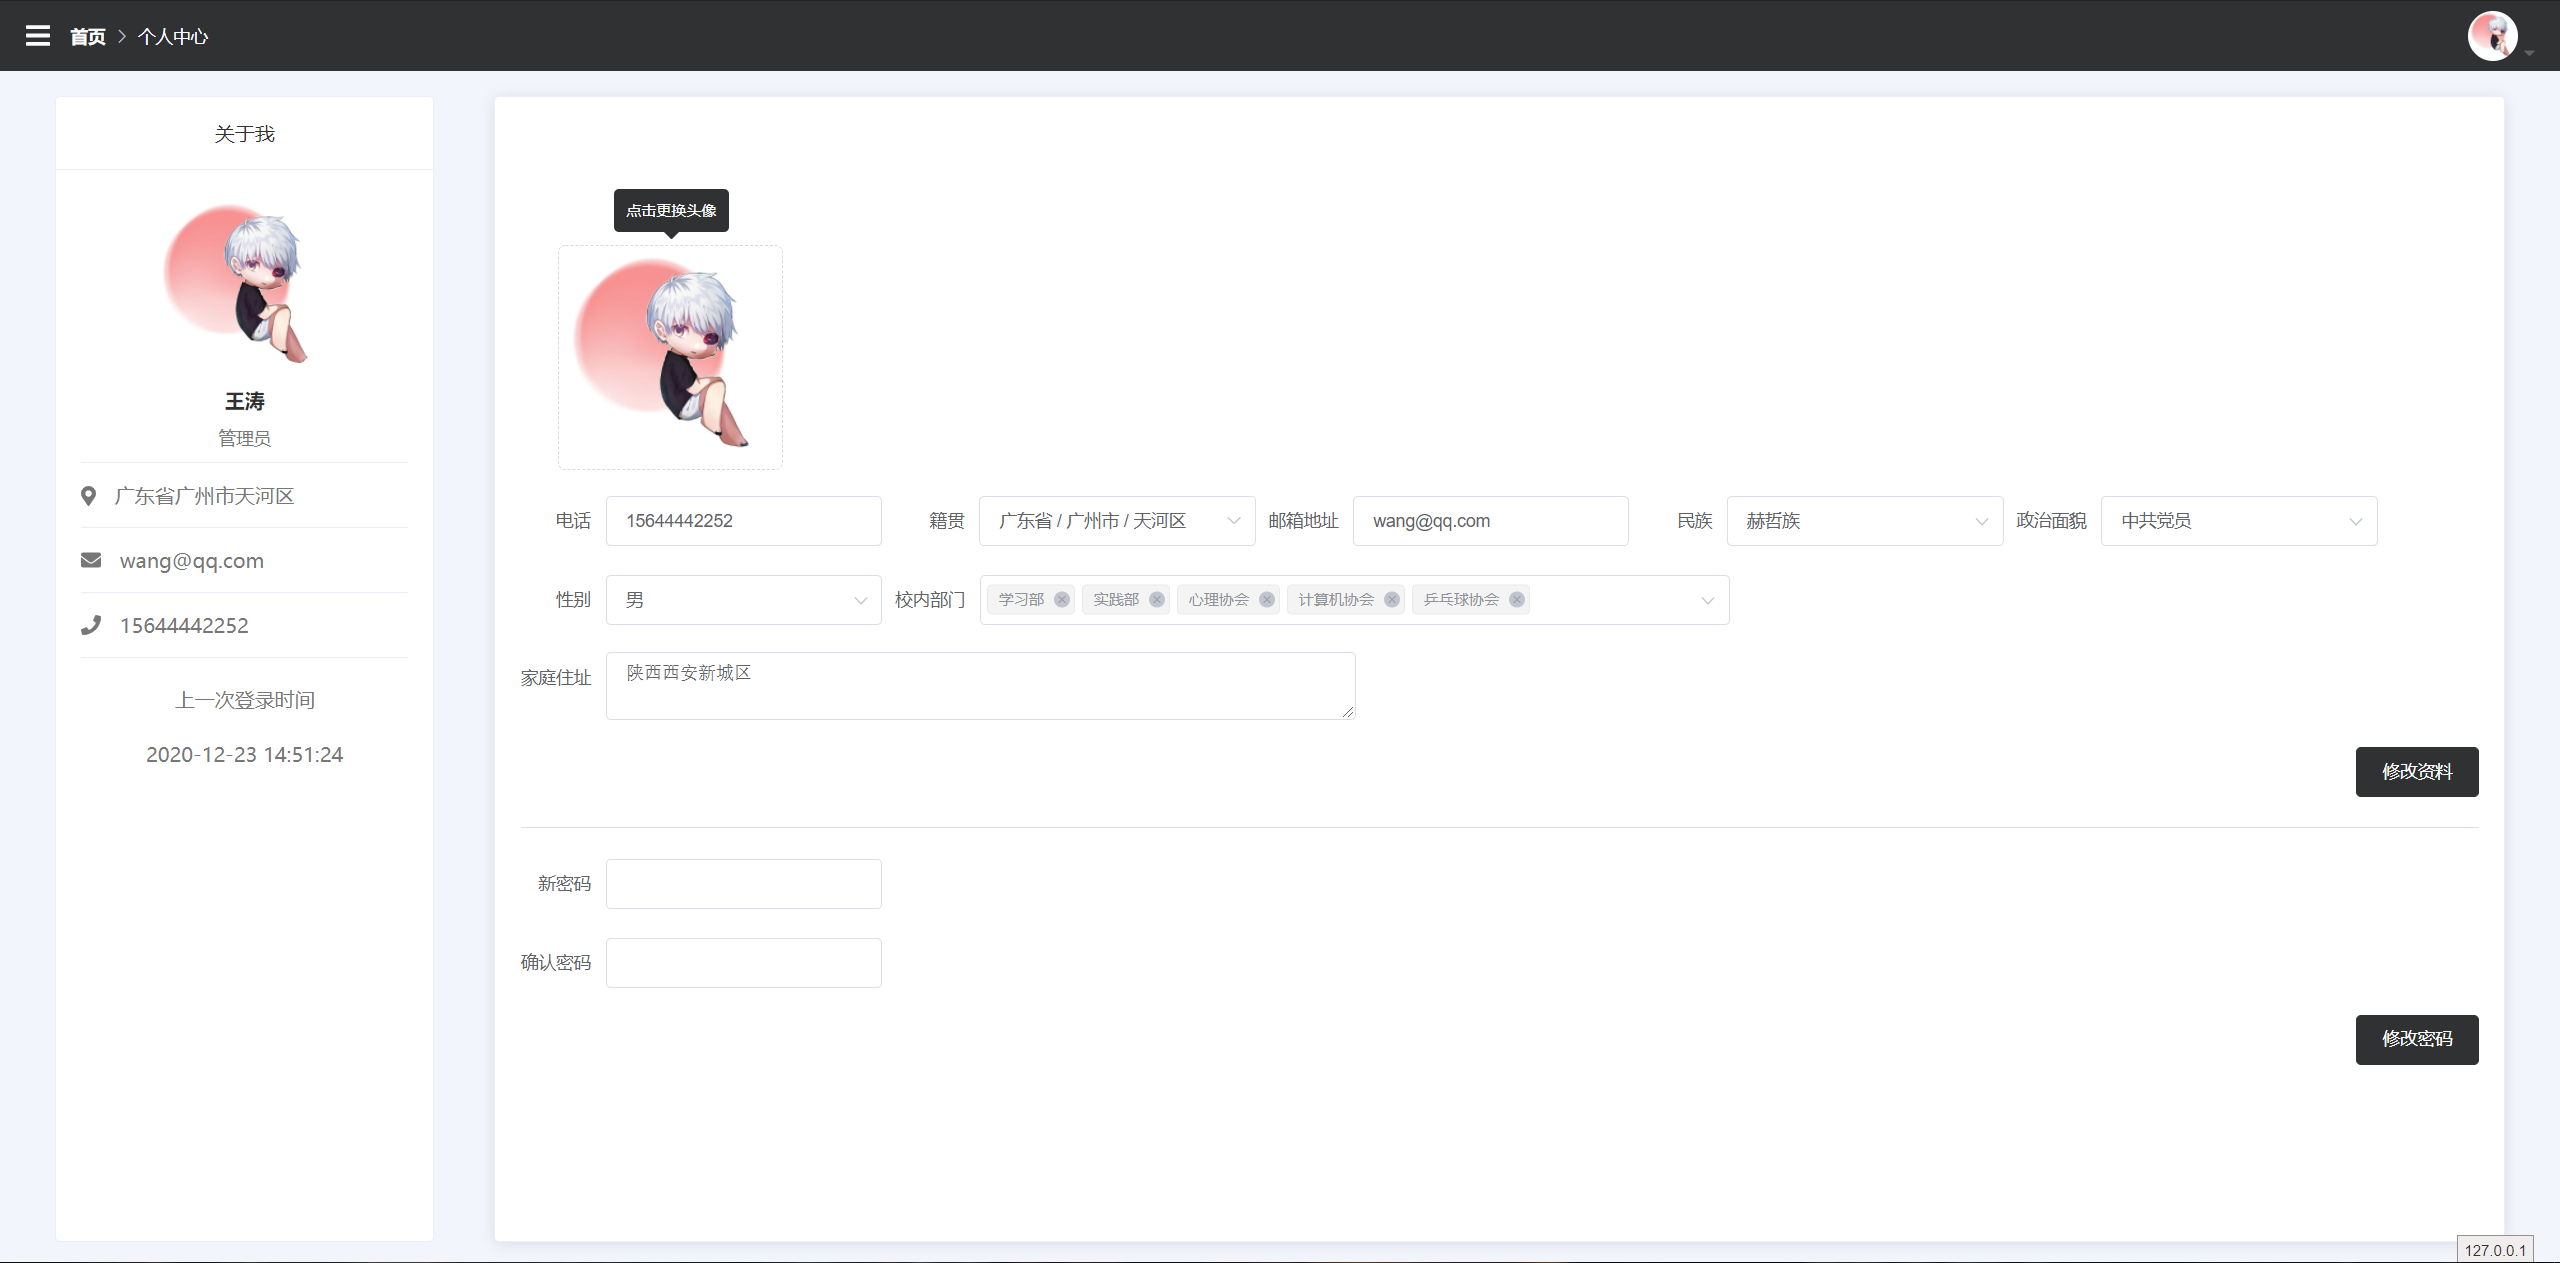 首页 > 个人中心
关于我
王涛
管理员
广东省广州市天河区
wang@qq.com
15644442252
上一次登录时间
2020-12-23 14:51:24
点击更换头像
电话 15644442252 籍贯 广东省 / 广州市 / 天河区 邮箱地址 wang@qq.com 民族 赫哲族 政治面貌 中共党员
性别 男 校内部门 学习部 实践部 心理协会 计算机协会 乒乓球协会
家庭住址 陕西西安新城区
修改资料
新密码
确认密码
修改密码
127.0.0.1